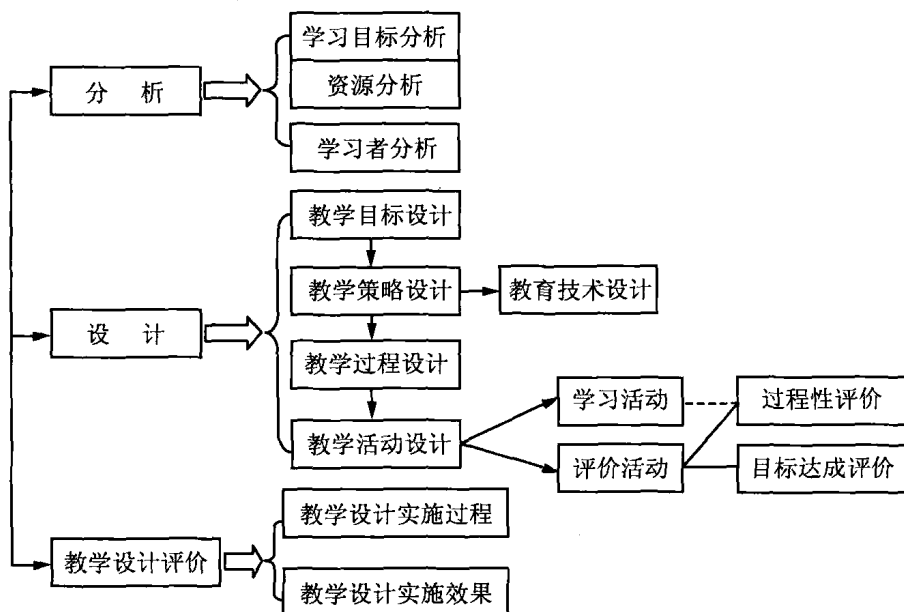 学习目标分析
分 析
资源分析
学习者分析
教学目标设计
教学策略设计
教育技术设计
设 计
教学过程设计
学习活动
过程性评价
教学活动设计
评价活动
目标达成评价
教学设计实施过程
教学设计评价
教学设计实施效果